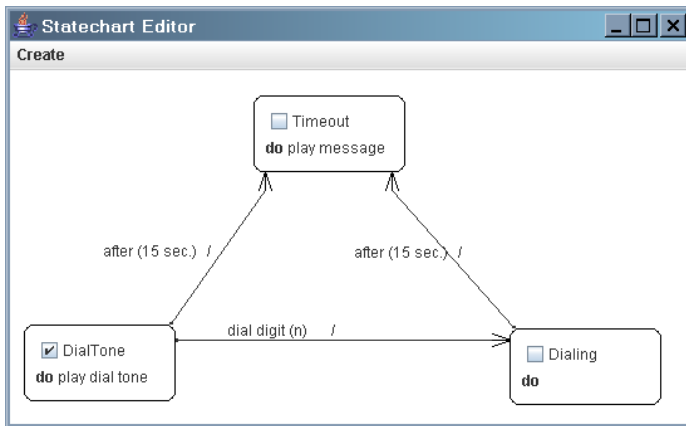 Statechart Editor
Create
Timeout
do play message
after (15 sec.) /
after (15 sec.) /
dial digit (n) /
DialTone
do play dial tone
Dialing
do